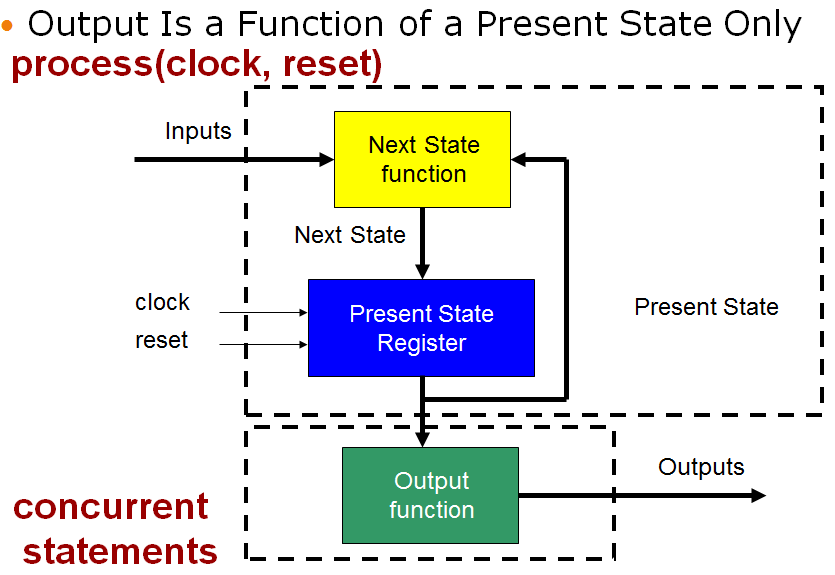 • Output Is a Function of a Present State Only
process(clock, reset)
Inputs
Next State
function
Next State
clock
reset
Present State
Register
Present State
Output
function
Outputs
concurrent
statements